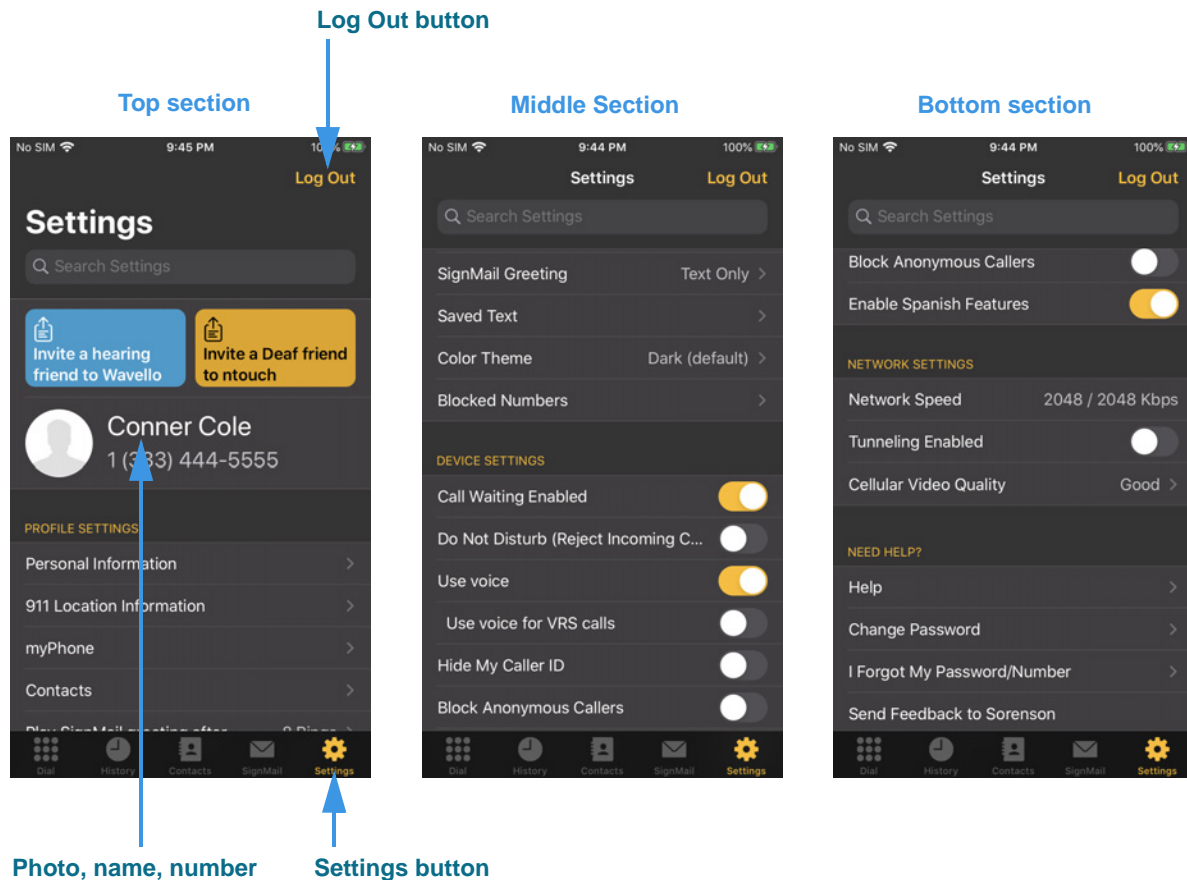 Log Out button
Top section
Middle Section
Bottom section
No SIM 9:45 PM 100%
Log Out
Settings
Search Settings
Invite a hearing
friend to Wavello
Invite a Deaf friend
to ntouch
Conner Cole
1 (333) 444-5555
PROFILE SETTINGS
Personal Information
911 Location Information
myPhone
Contacts
Play SignMail greeting after
Dial History Contacts SignMail Settings
No SIM 9:44 PM 100%
Settings Log Out
Search Settings
SignMail Greeting Text Only
Saved Text
Color Theme Dark (default)
Blocked Numbers
DEVICE SETTINGS
Call Waiting Enabled
Do Not Disturb (Reject Incoming C...
Use voice
Use voice for VRS calls
Hide My Caller ID
Block Anonymous Callers
Dial History Contacts SignMail Settings
No SIM 9:44 PM 100%
Settings Log Out
Search Settings
Block Anonymous Callers
Enable Spanish Features
NETWORK SETTINGS
Network Speed 2048 / 2048 Kbps
Tunneling Enabled
Cellular Video Quality Good
NEED HELP?
Help
Change Password
I Forgot My Password/Number
Send Feedback to Sorenson
Dial History Contacts SignMail Settings
Photo, name, number
Settings button